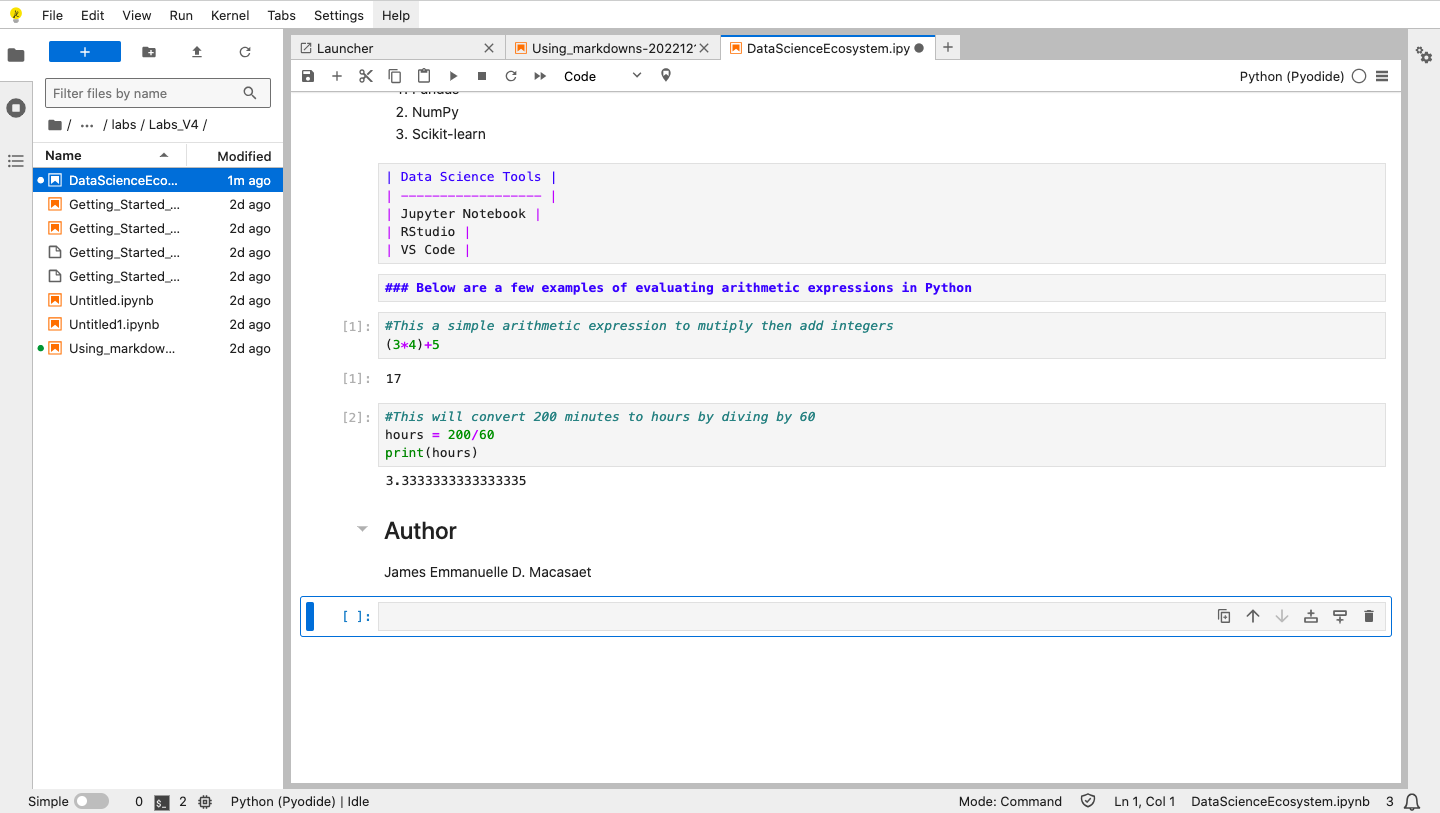 File Edit View Run Kernel Tabs Settings Help
+
Filter files by name
/ ··· / labs / Labs_V4 /
Name Modified
DataScienceEco... 1m ago
Getting_Started_... 2d ago
Getting_Started_... 2d ago
Getting_Started_... 2d ago
Getting_Started_... 2d ago
Untitled.ipynb 2d ago
Untitled1.ipynb 2d ago
Using_markdow... 2d ago
Launcher Using_markdowns-202212 DataScienceEcosystem.ipy +
Code Python (Pyodide)
2. NumPy
3. Scikit-learn
| Data Science Tools |
| ------------------ |
| Jupyter Notebook |
| RStudio |
| VS Code |
### Below are a few examples of evaluating arithmetic expressions in Python
[1]: #This a simple arithmetic expression to mutiply then add integers
(3*4)+5
[1]: 17
[2]: #This will convert 200 minutes to hours by diving by 60
hours = 200/60
print(hours)
3.3333333333333335
Author
James Emmanuelle D. Macasaet
[ ]:
Simple 0 $_ 2 Python (Pyodide) | Idle Mode: Command Ln 1, Col 1 DataScienceEcosystem.ipynb 3